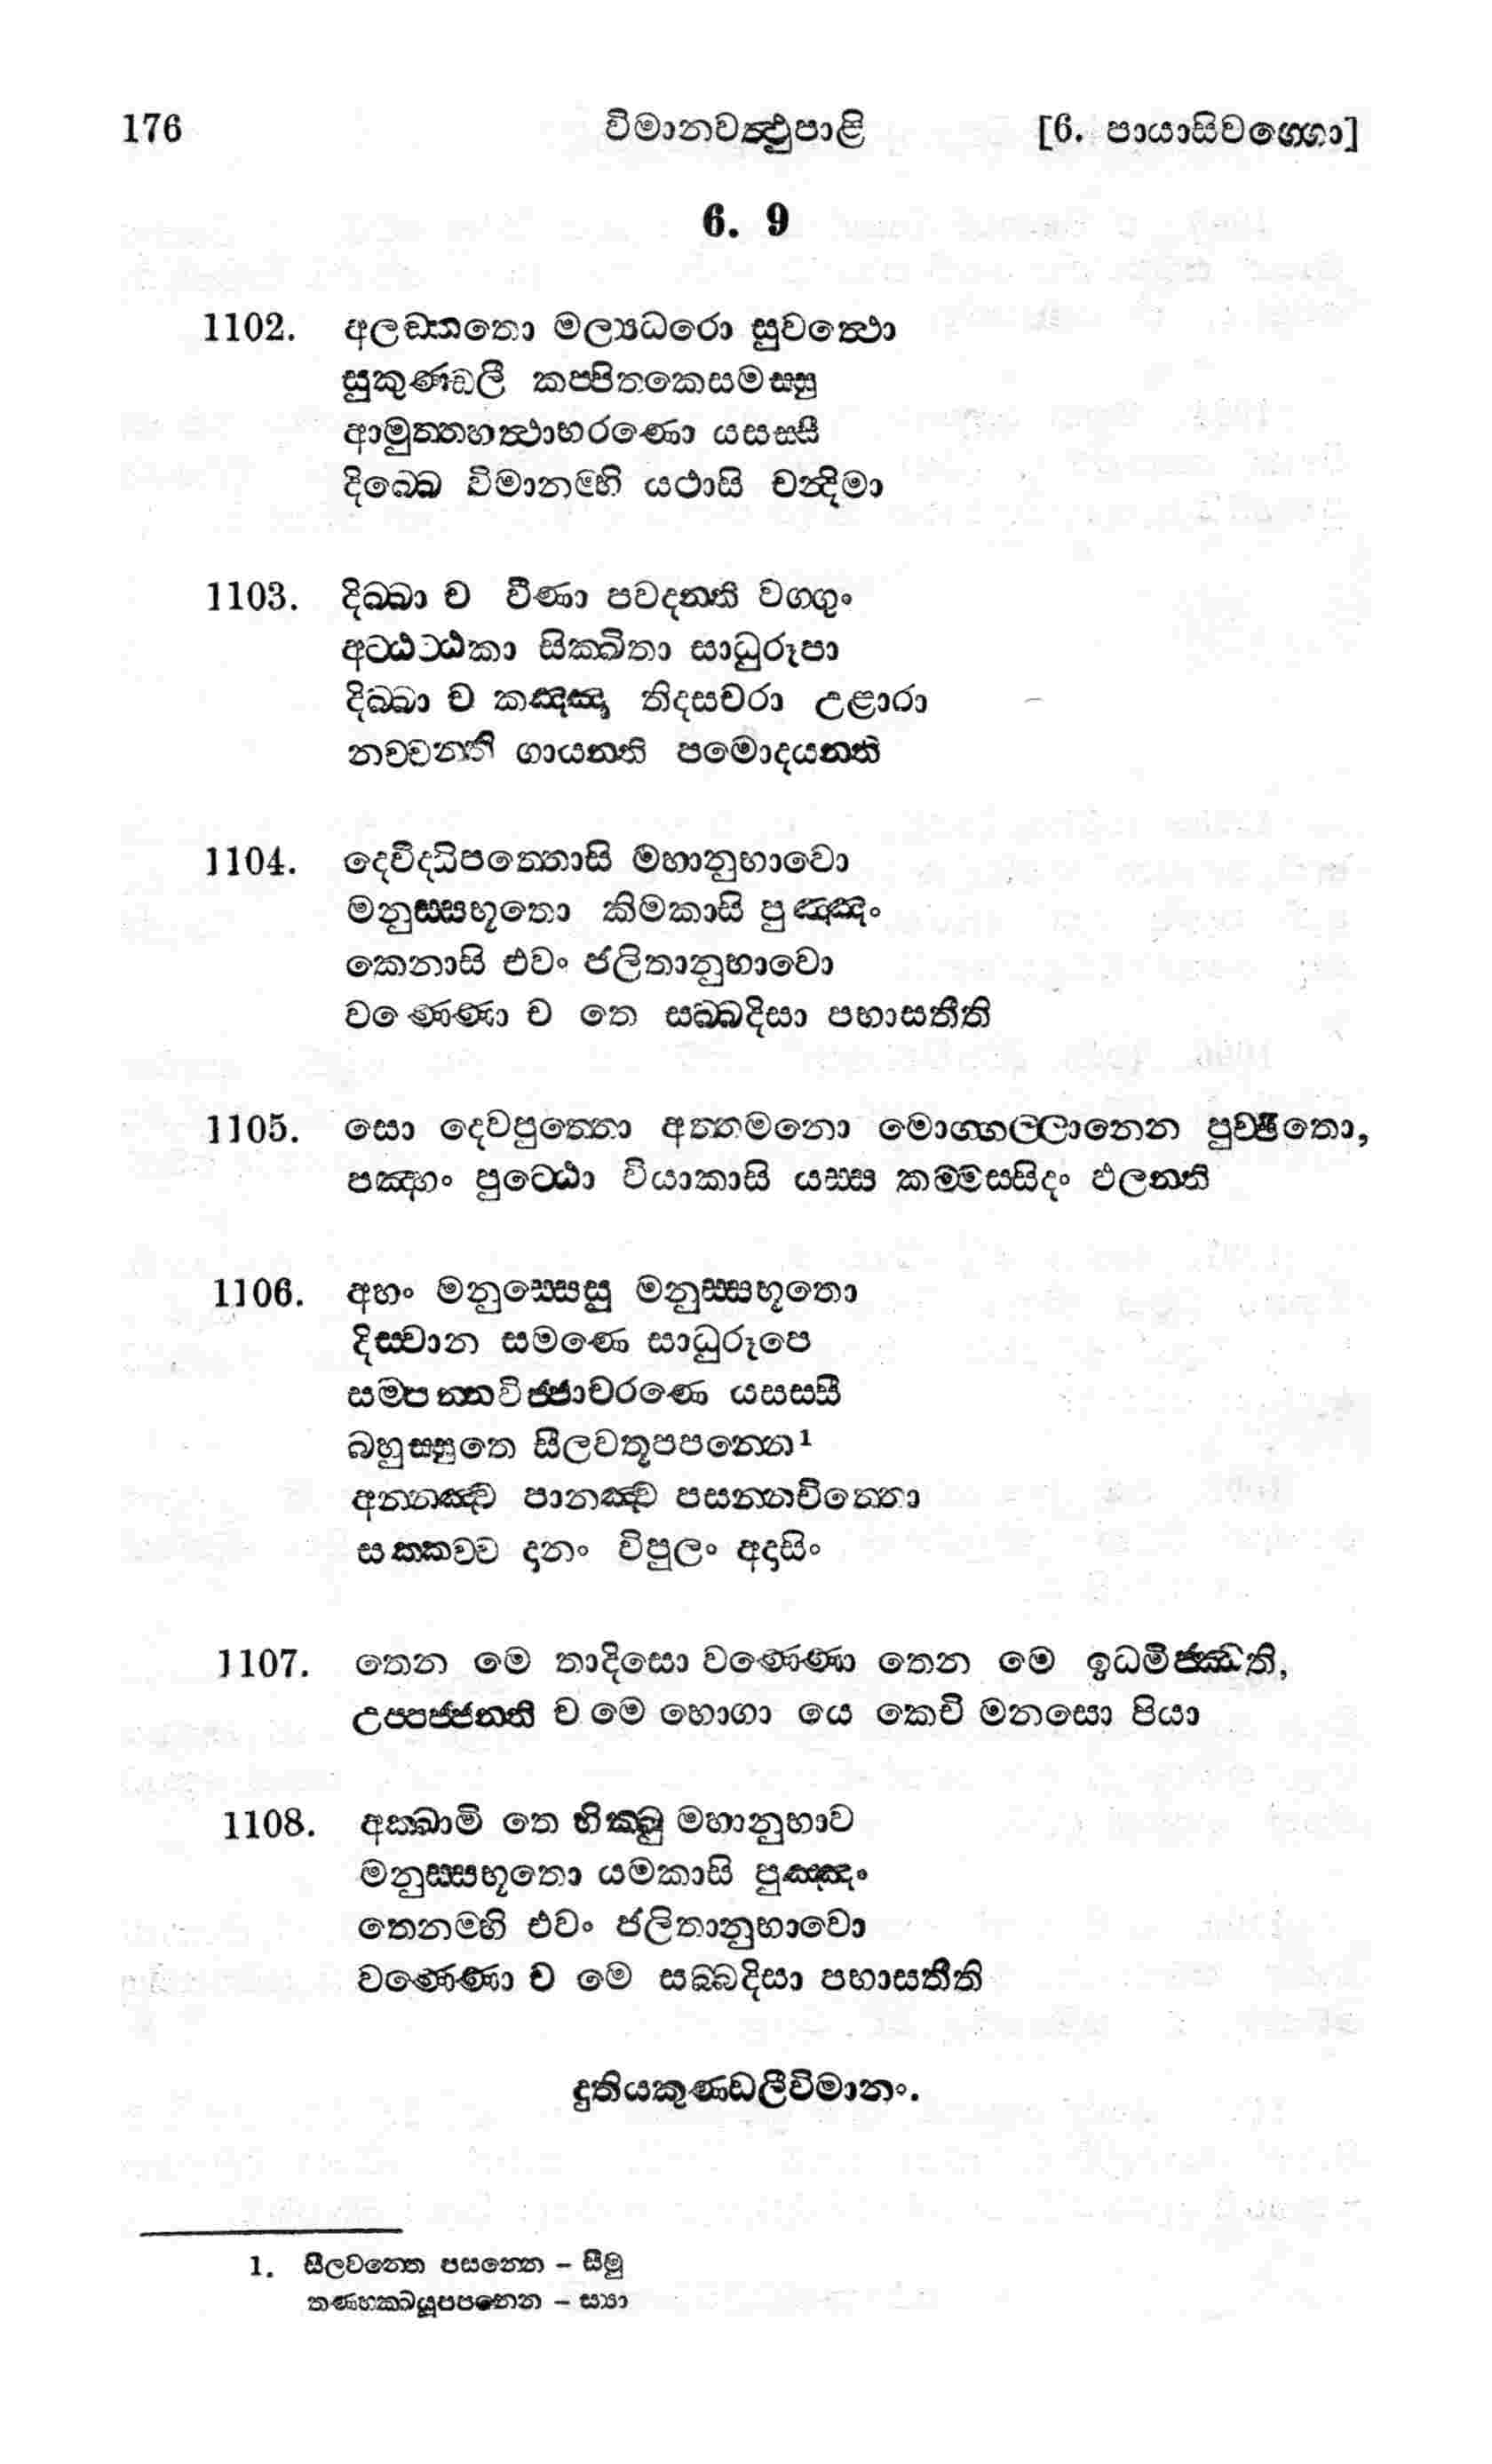 176 විමානවත්‍ථුපාළි [6. පායාසිවග‍්ගො]
6. 9
1102. අලඞ‍්කතො මල්‍යධරො සුවත්‍ථො
සුකුණ‍්ඩලී කප‍්පිතකෙසමස‍්සු
ආමුත‍්තහත්‍ථාභරණො යසස‍්සී
දිබ‍්බෙ විමානම‍්හි යථාසි චන්‍දිමා
1103. දිබ‍්බා ච වීණා පවදන‍්ති වග‍්ගුං
අට‍්ඨට‍්ඨකා සික‍්ඛිතා සාධුරූපා
දිබ‍්බා ච කඤ‍්ඤා තිදසචරා උළාරා
නච‍්චන‍්ති ගායන‍්ති පමොදයන‍්ති
1104. දෙවිද‍්ධිපත‍්තොසි මහානුභාවො
මනුස‍්සභූතො කිමකාසි පුඤ‍්ඤං
කෙනාසි එවං ජලිතානුභාවො
වණ‍්ණො ච තෙ සබ‍්බදිසා පභාසතීති
1105. සො දෙවපුත‍්තො අත‍්තමනො මොග‍්ගල‍්ලානෙන පුච‍්ඡිතො,
පඤ‍්හං පුට‍්ඨො වියාකාසි යස‍්ස කම‍්මස‍්සිදං ඵලන‍්ති
1106. අහං මනුස‍්සෙසු මනුස‍්සභූතො
දිස‍්වාන සමණෙ සාධුරූපෙ
සම‍්පන‍්නවිජ‍්ජාචරණෙ යසස‍්සී
බහුස‍්සුතෙ සීලවතූපපන‍්නෙ¹
අන‍්නඤ‍්ච පානඤ‍්ච පසන‍්නචිත‍්තො
සක‍්කච‍්ච දානං විපුලං අදාසිං
1107. තෙන මෙ තාදිසො වණ‍්ණො තෙන මෙ ඉධමිජ‍්ඣති,
උප‍්පජ‍්ජන‍්ති ච මෙ භොගා යෙ කෙචි මනසො පියා
1108. අක‍්ඛාමි තෙ භික‍්ඛු මහානුභාව
මනුස‍්සභූතො යමකාසි පුඤ‍්ඤං
තෙනම‍්හි එවං ජලිතානුභාවො
වණ‍්ණො ච මෙ සබ‍්බදිසා පභාසතීති
දුතියකුණ‍්ඩලීවිමානං.
1. සීලවන‍්තෙ පසන‍්නෙ – සීමු
තණ‍්හක‍්ඛයූපපන‍්නෙන – ස්‍යා